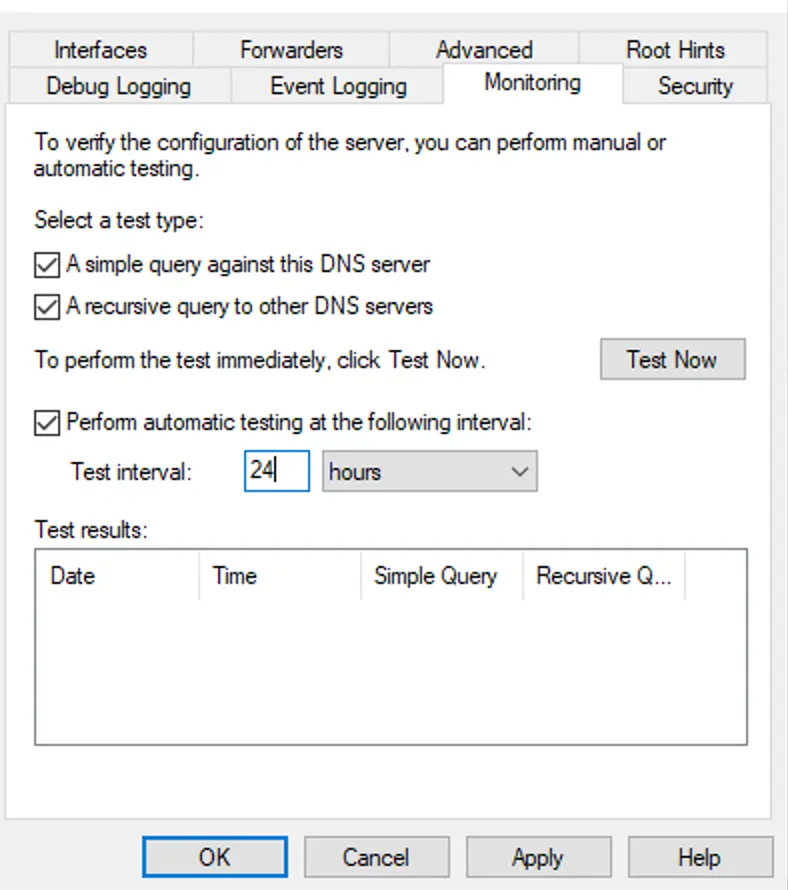 Interfaces
Forwarders
Advanced
Root Hints
Debug Logging
Event Logging
Monitoring
Security
To verify the configuration of the server, you can perform manual or
automatic testing.
Select a test type:
A simple query against this DNS server
A recursive query to other DNS servers
To perform the test immediately, click Test Now.
Test Now
Perform automatic testing at the following interval:
Test interval:
24
hours
Test results:
Date
Time
Simple Query
Recursive Q...
OK
Cancel
Apply
Help